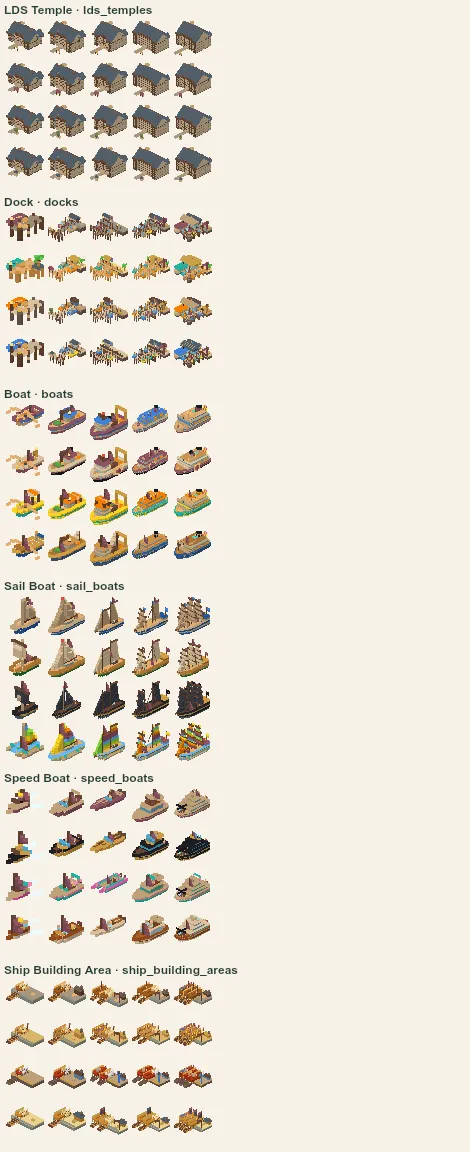 LDS Temple · lds_temples
Dock · docks
Boat · boats
Sail Boat · sail_boats
Speed Boat · speed_boats
Ship Building Area · ship_building_areas